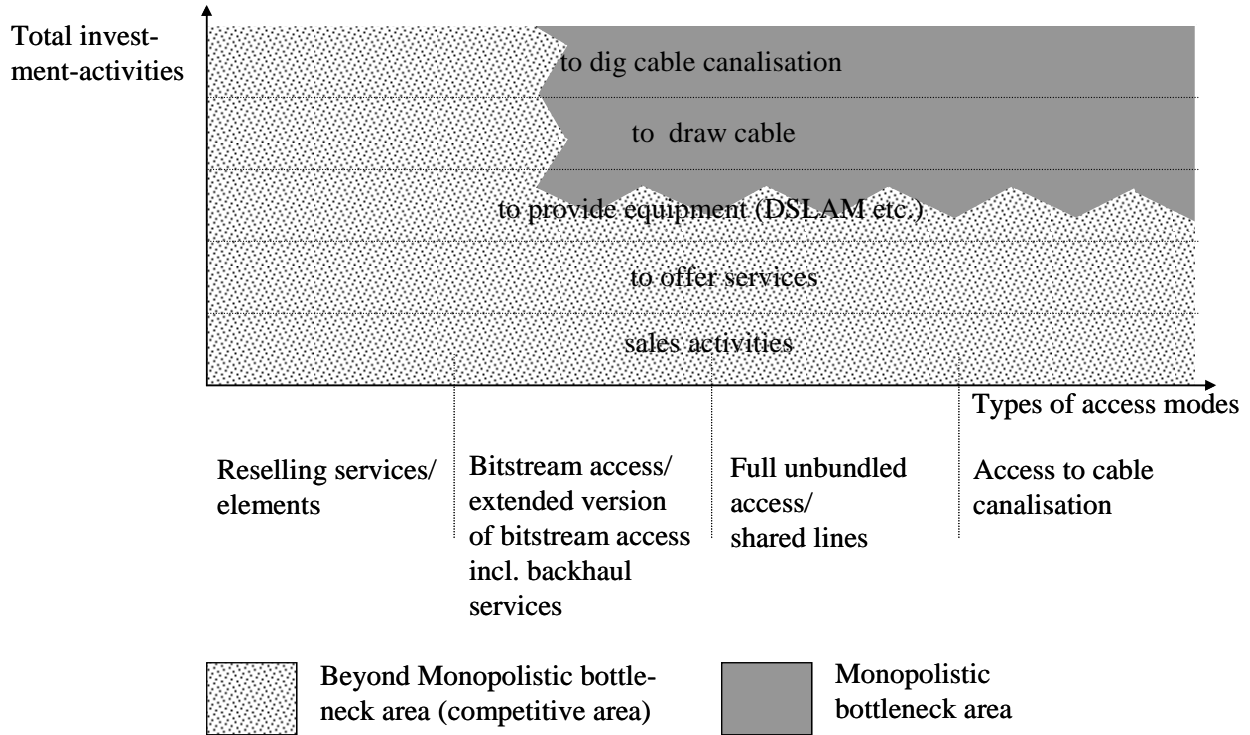 Total invest-
ment-activities
to dig cable canalisation
to draw cable
to provide equipment (DSLAM etc.)
to offer services
sales activities
Types of access modes
Reselling services/
elements
Bitstream access/
extended version
of bitstream access
incl. backhaul
services
Full unbundled
access/
shared lines
Access to cable
canalisation
Beyond Monopolistic bottle-
neck area (competitive area)
Monopolistic
bottleneck area